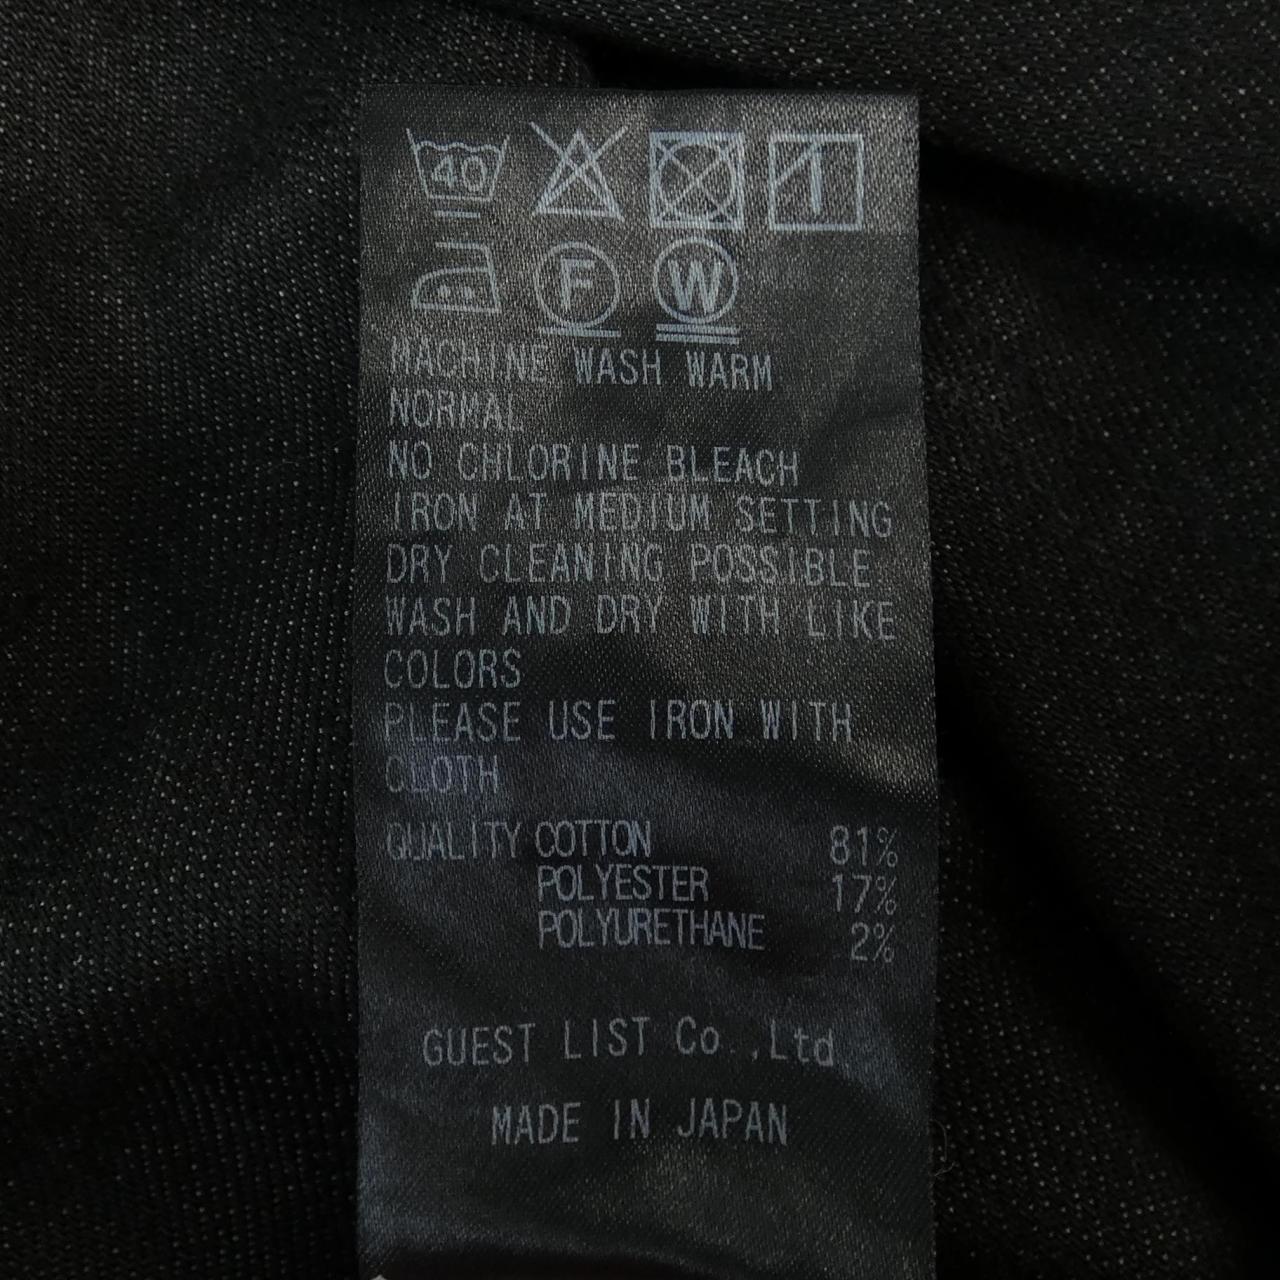 40
F W
MACHINE WASH WARM
NORMAL
NO CHLORINE BLEACH
IRON AT MEDIUM SETTING
DRY CLEANING POSSIBLE
WASH AND DRY WITH LIKE
COLORS
PLEASE USE IRON WITH
CLOTH
QUALITY COTTON 81%
POLYESTER 17%
POLYURETHANE 2%
GUEST LIST Co.,Ltd
MADE IN JAPAN